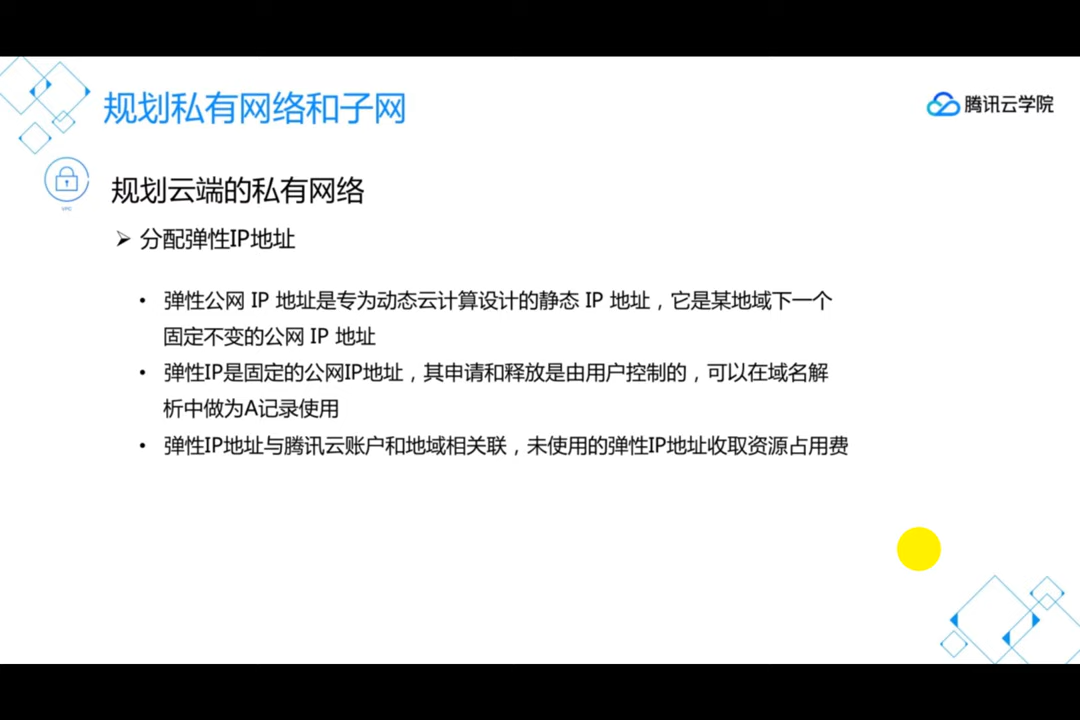 规划私有网络和子网
腾讯云学院
VPC
规划云端的私有网络
➢ 分配弹性IP地址
• 弹性公网 IP 地址是专为动态云计算设计的静态 IP 地址，它是某地域下一个
固定不变的公网 IP 地址
• 弹性IP是固定的公网IP地址，其申请和释放是由用户控制的，可以在域名解
析中做为A记录使用
• 弹性IP地址与腾讯云账户和地域相关联，未使用的弹性IP地址收取资源占用费